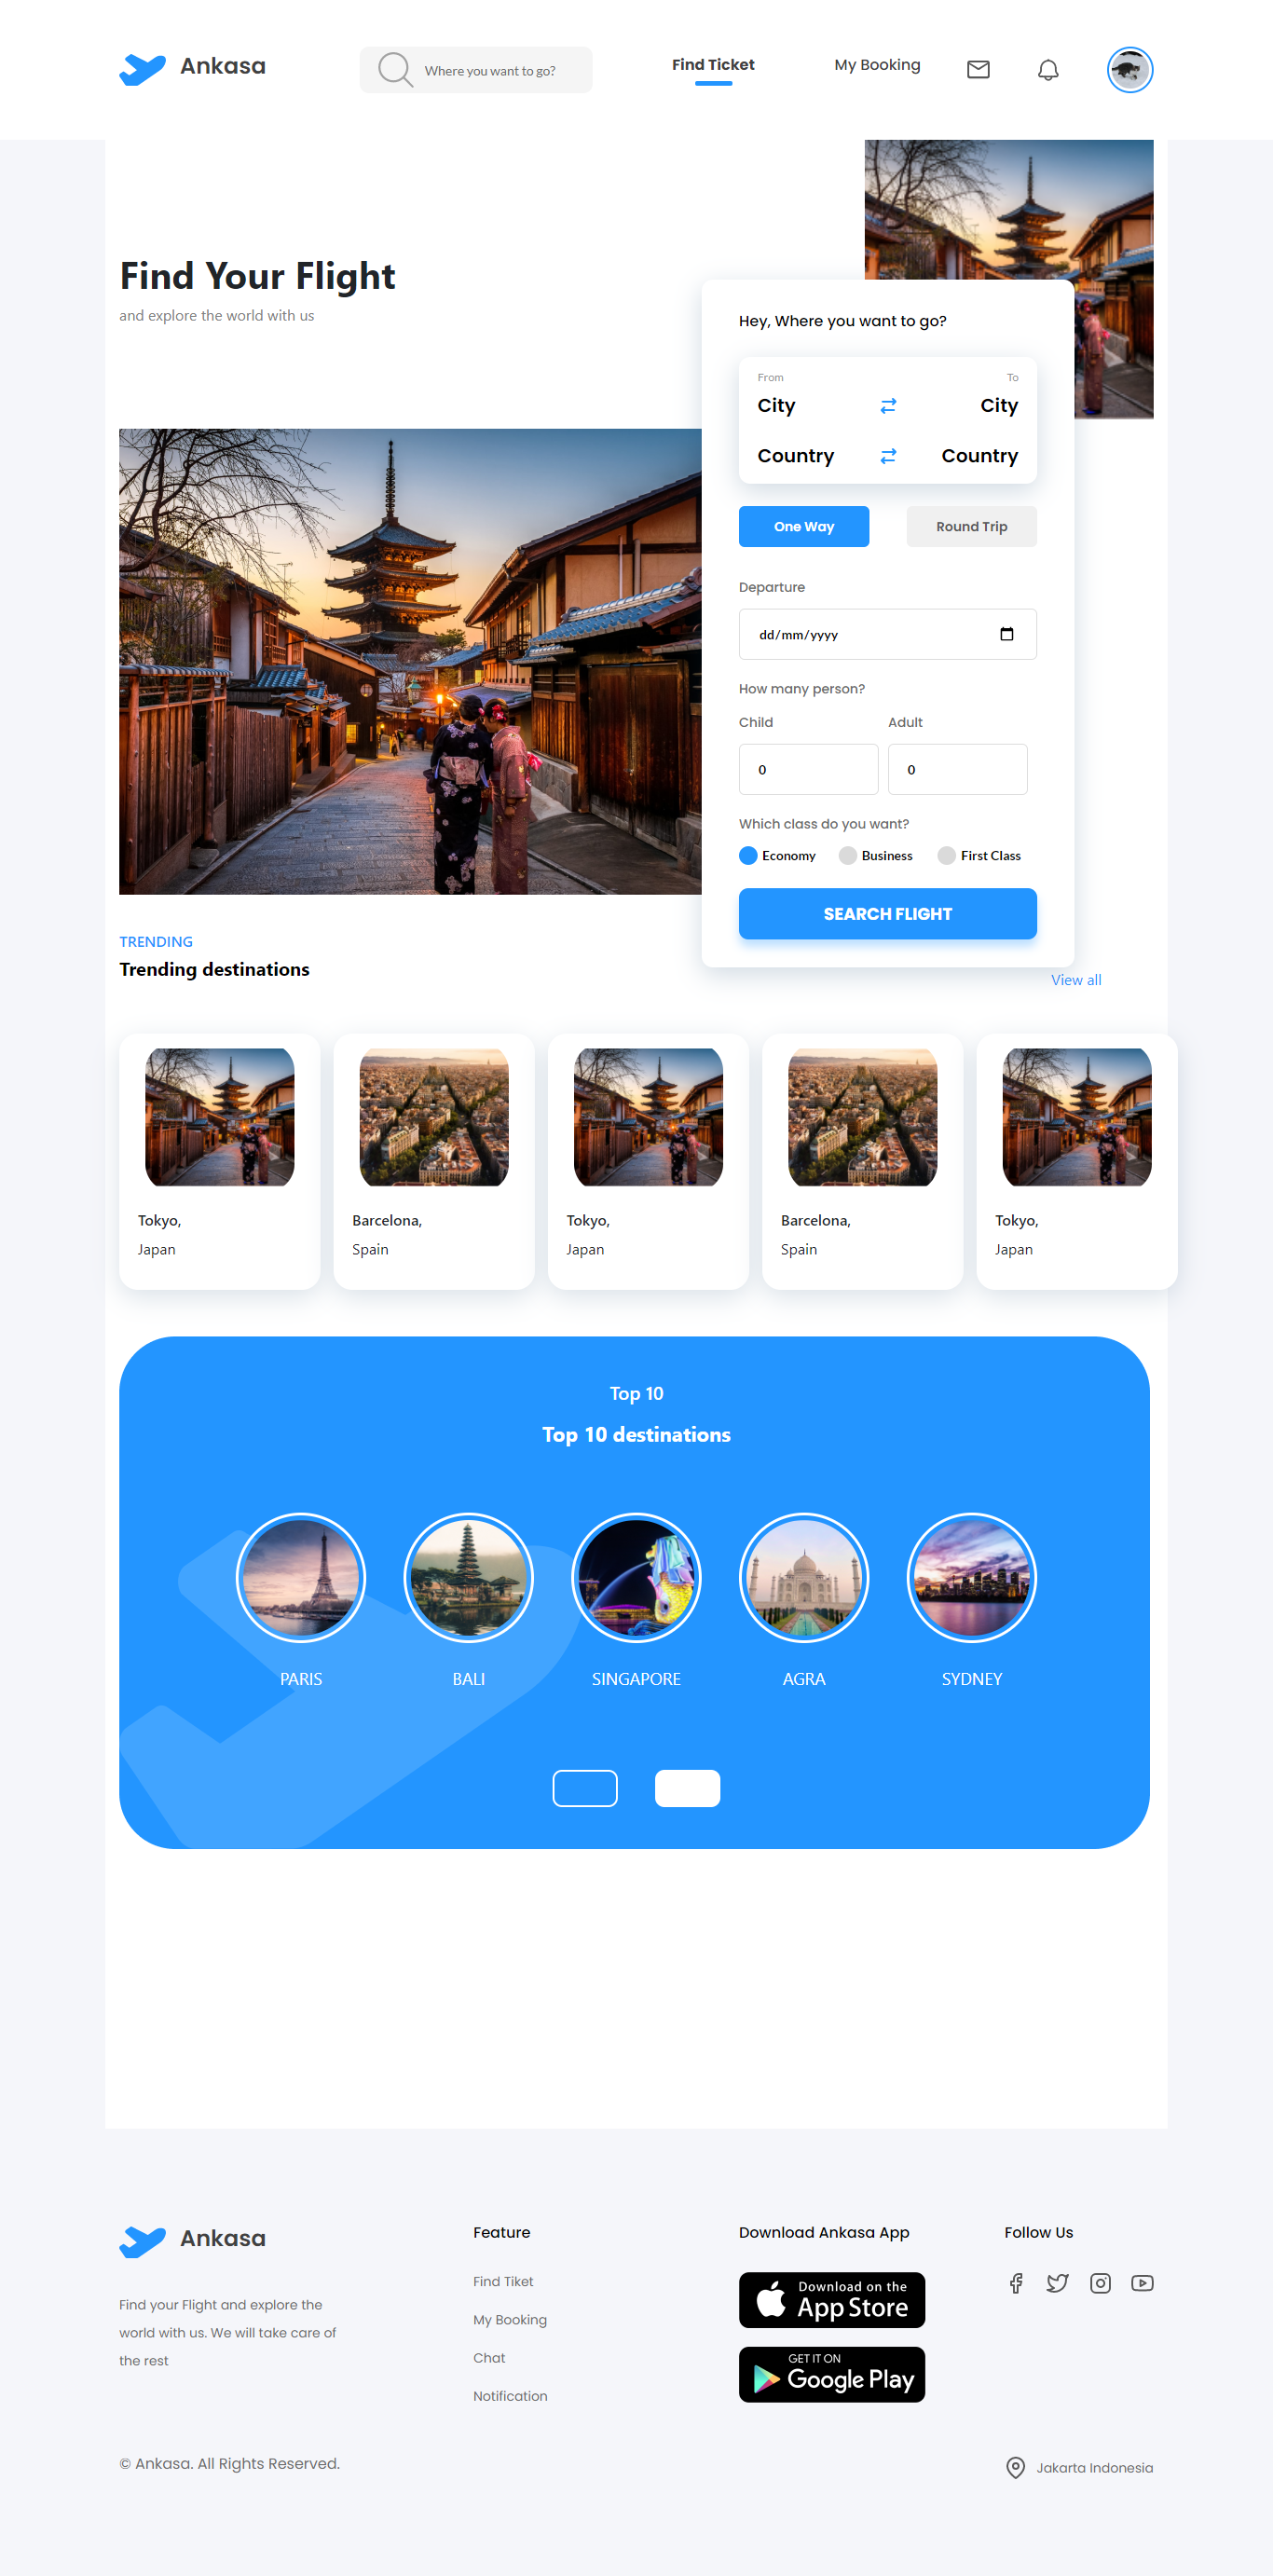 Ankasa
Where you want to go?
Find Ticket
My Booking
Find Your Flight
and explore the world with us
Hey, Where you want to go?
From To
City City
Country Country
One Way Round Trip
Departure
dd/mm/yyyy
How many person?
Child Adult
0 0
Which class do you want?
Economy Business First Class
SEARCH FLIGHT
TRENDING
Trending destinations
View all
Tokyo,
Japan
Barcelona,
Spain
Tokyo,
Japan
Barcelona,
Spain
Tokyo,
Japan
Top 10
Top 10 destinations
PARIS
BALI
SINGAPORE
AGRA
SYDNEY
Ankasa
Find your Flight and explore the
world with us. We will take care of
the rest
Feature
Find Tiket
My Booking
Chat
Notification
Download Ankasa App
Download on the
App Store
GET IT ON
Google Play
Follow Us
© Ankasa. All Rights Reserved.
Jakarta Indonesia